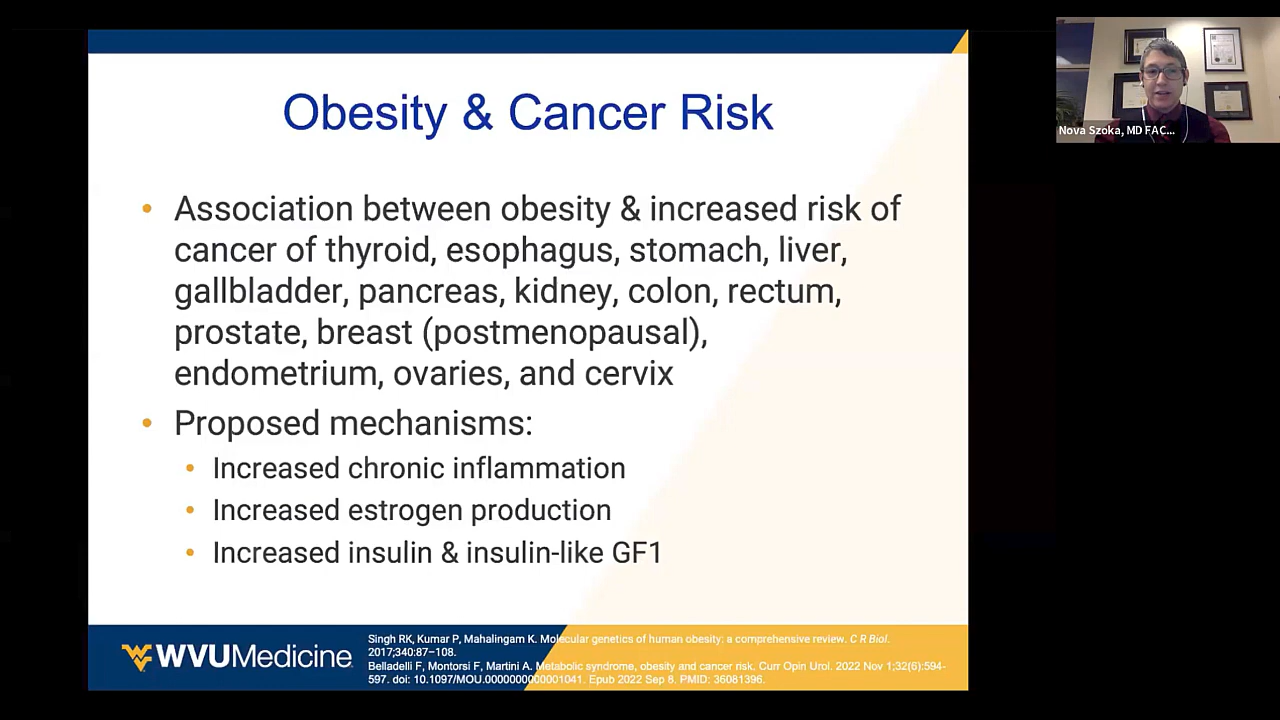 Obesity & Cancer Risk
Nova Szoka, MD FAC...
• Association between obesity & increased risk of
cancer of thyroid, esophagus, stomach, liver,
gallbladder, pancreas, kidney, colon, rectum,
prostate, breast (postmenopausal),
endometrium, ovaries, and cervix
• Proposed mechanisms:
• Increased chronic inflammation
• Increased estrogen production
• Increased insulin & insulin-like GF1
WVUMedicine
Singh RK, Kumar P, Mahalingam K. Molecular genetics of human obesity: a comprehensive review. C R Biol.
2017;340:87–108.
Belladelli F, Montorsi F, Martini A. Metabolic syndrome, obesity and cancer risk. Curr Opin Urol. 2022 Nov 1;32(6):594-
597. doi: 10.1097/MOU.0000000000001041. Epub 2022 Sep 8. PMID: 36081396.